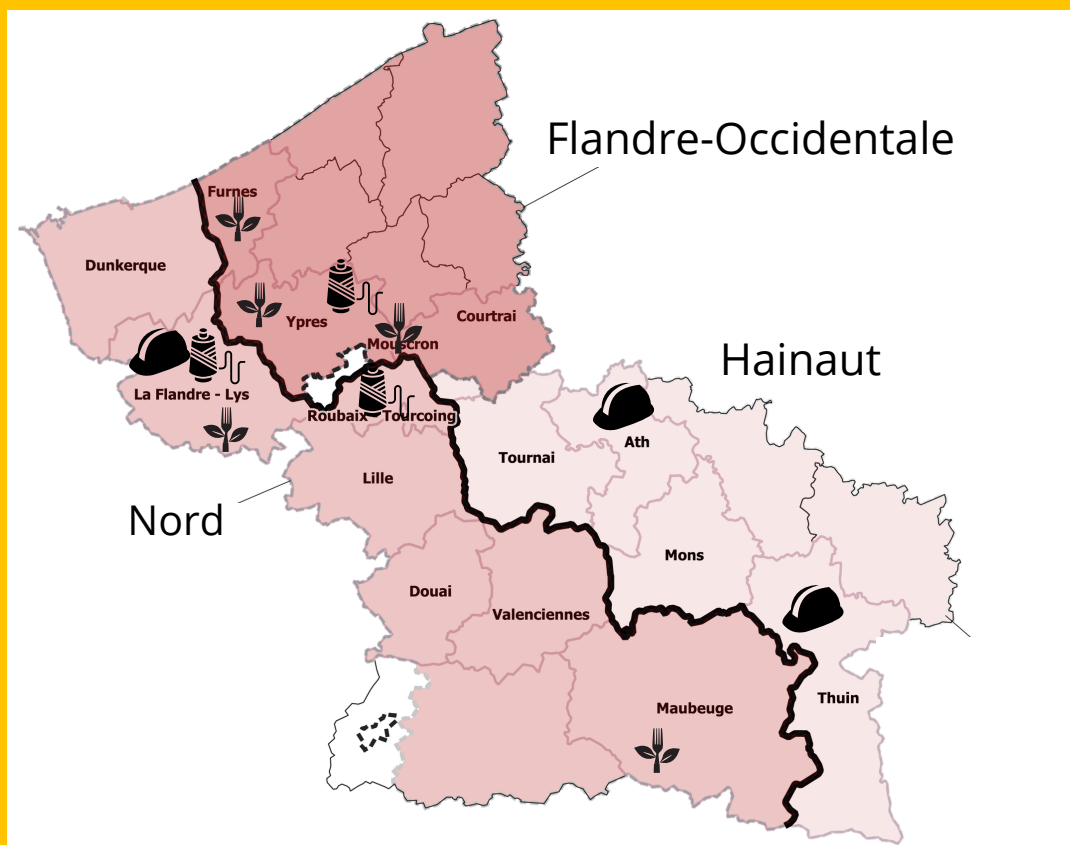 Flandre-Occidentale
Furnes
Dunkerque
Ypres
Courtrai
Mouscron
Hainaut
La Flandre - Lys
Roubaix - Tourcoing
Ath
Tournai
Lille
Nord
Mons
Douai
Valenciennes
Thuin
Maubeuge